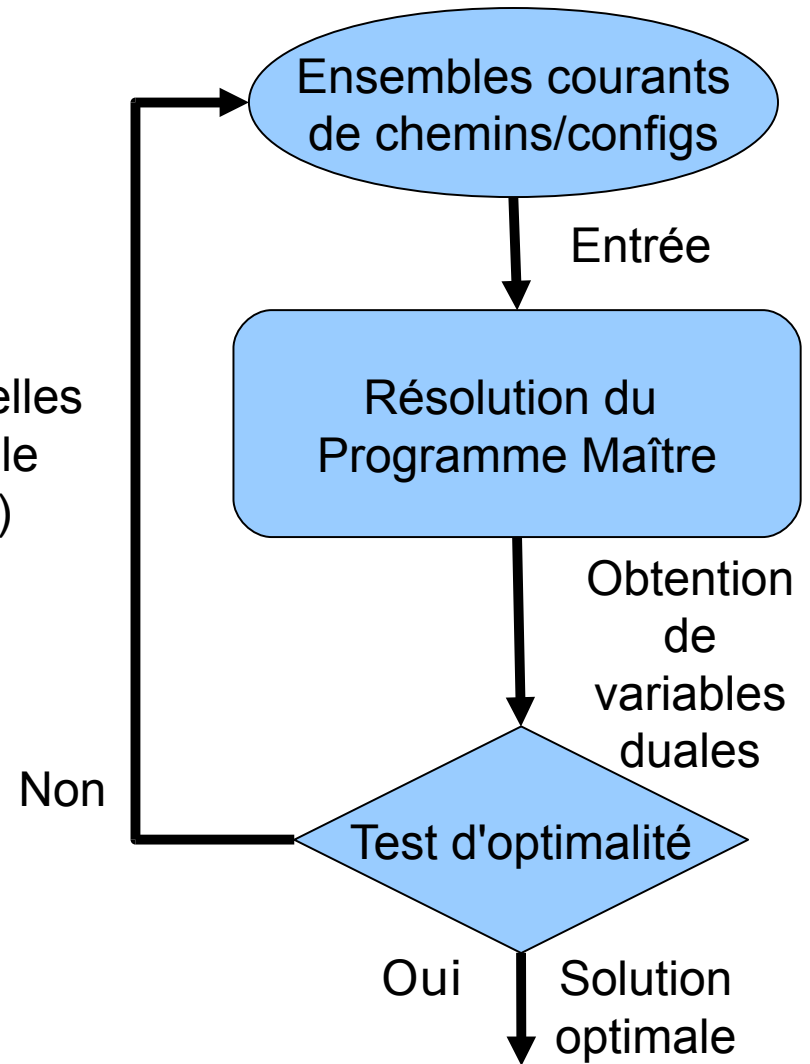 Ensembles courants
de chemins/configs
Entrée
Résolution du
Programme Maître
Obtention
de
variables
duales
Test d'optimalité
Non
Oui
Solution
optimale
le
)